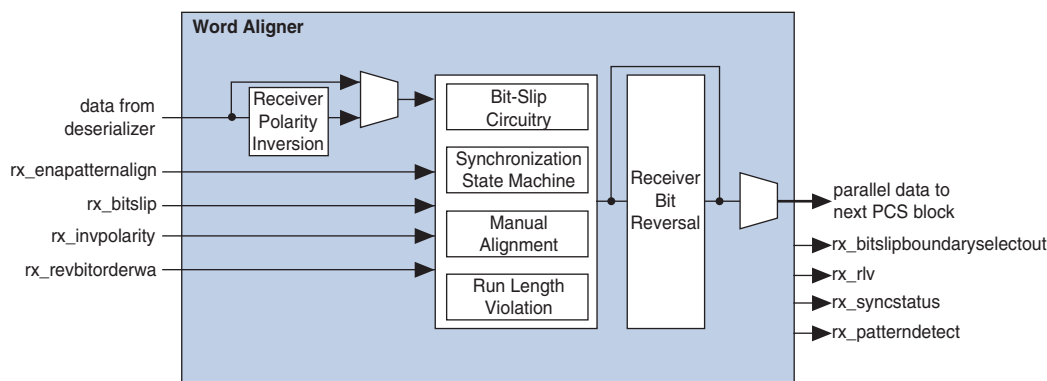 Word Aligner
data from
deserializer
Receiver
Polarity
Inversion
rx_enapatternalign
rx_bitslip
rx_invpolarity
rx_revbitorderwa
Bit-Slip
Circuitry
Synchronization
State Machine
Manual
Alignment
Run Length
Violation
Receiver
Bit
Reversal
parallel data to
next PCS block
rx_bitslipboundaryselectout
rx_rlv
rx_syncstatus
rx_patterndetect